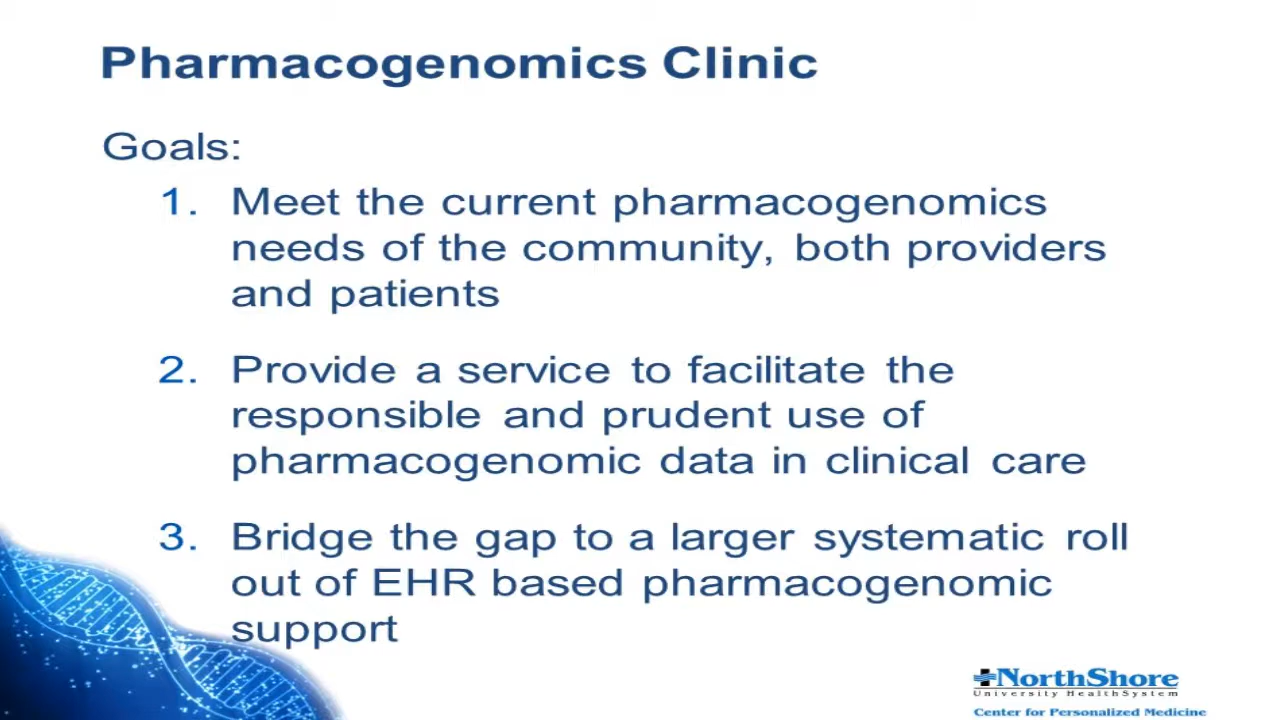 Pharmacogenomics Clinic
Goals:
1. Meet the current pharmacogenomics
needs of the community, both providers
and patients
2. Provide a service to facilitate the
responsible and prudent use of
pharmacogenomic data in clinical care
3. Bridge the gap to a larger systematic roll
out of EHR based pharmacogenomic
support
NorthShore
University HealthSystem
Center for Personalized Medicine